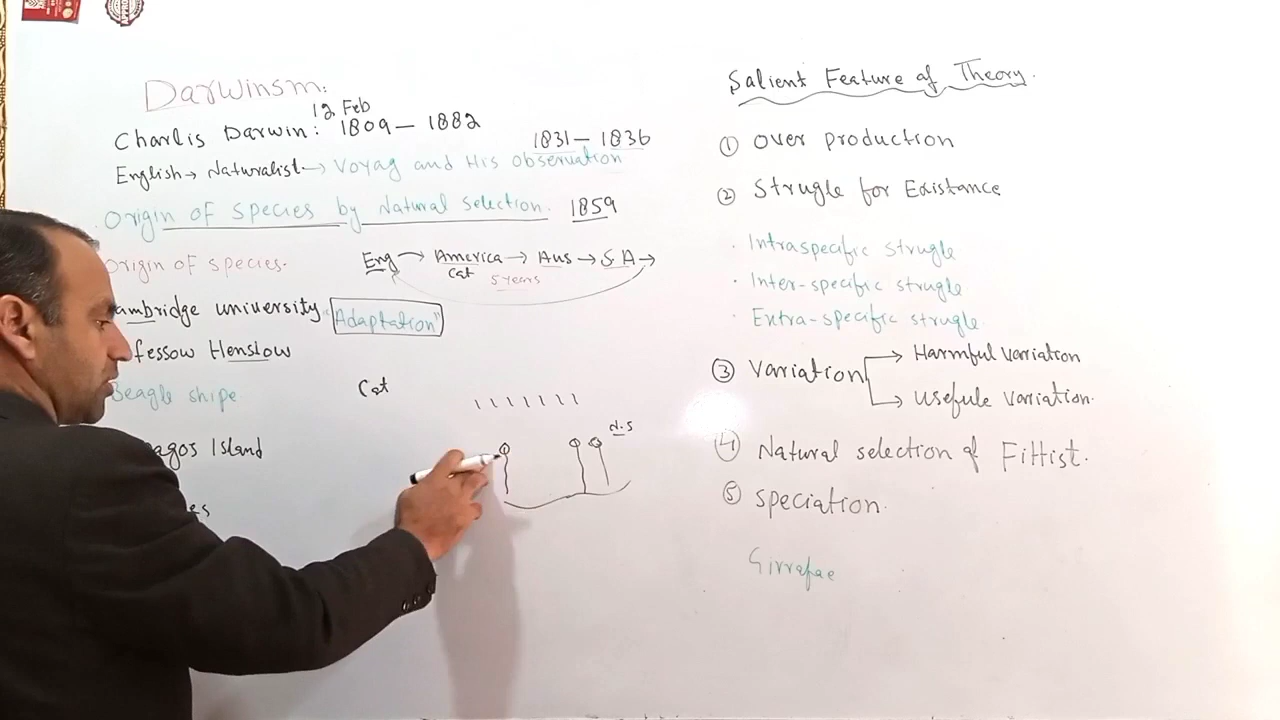 Darwinsm:
12 Feb
Charlis Darwin: 1809 – 1882
1831 – 1836
English → Naturalist → Voyag and His observation
Origin of species by Natural selection. 1859
Origin of species.
Eng → America → Aus → S A →
Cat 5 years
ambridge university
"Adaptation"
fessow Henslow
Beagle shipe
Cat
N.S
agos Island
es
Salient Feature of Theory.
① Over production
② Strugle for Existance
. Intraspecific strugle
. Inter-specific strugle
. Extra-specific strugle
③ Variation → Harmful variation
→ usefule variation.
④ Natural selection of Fittist.
⑤ speciation.
Girrafae